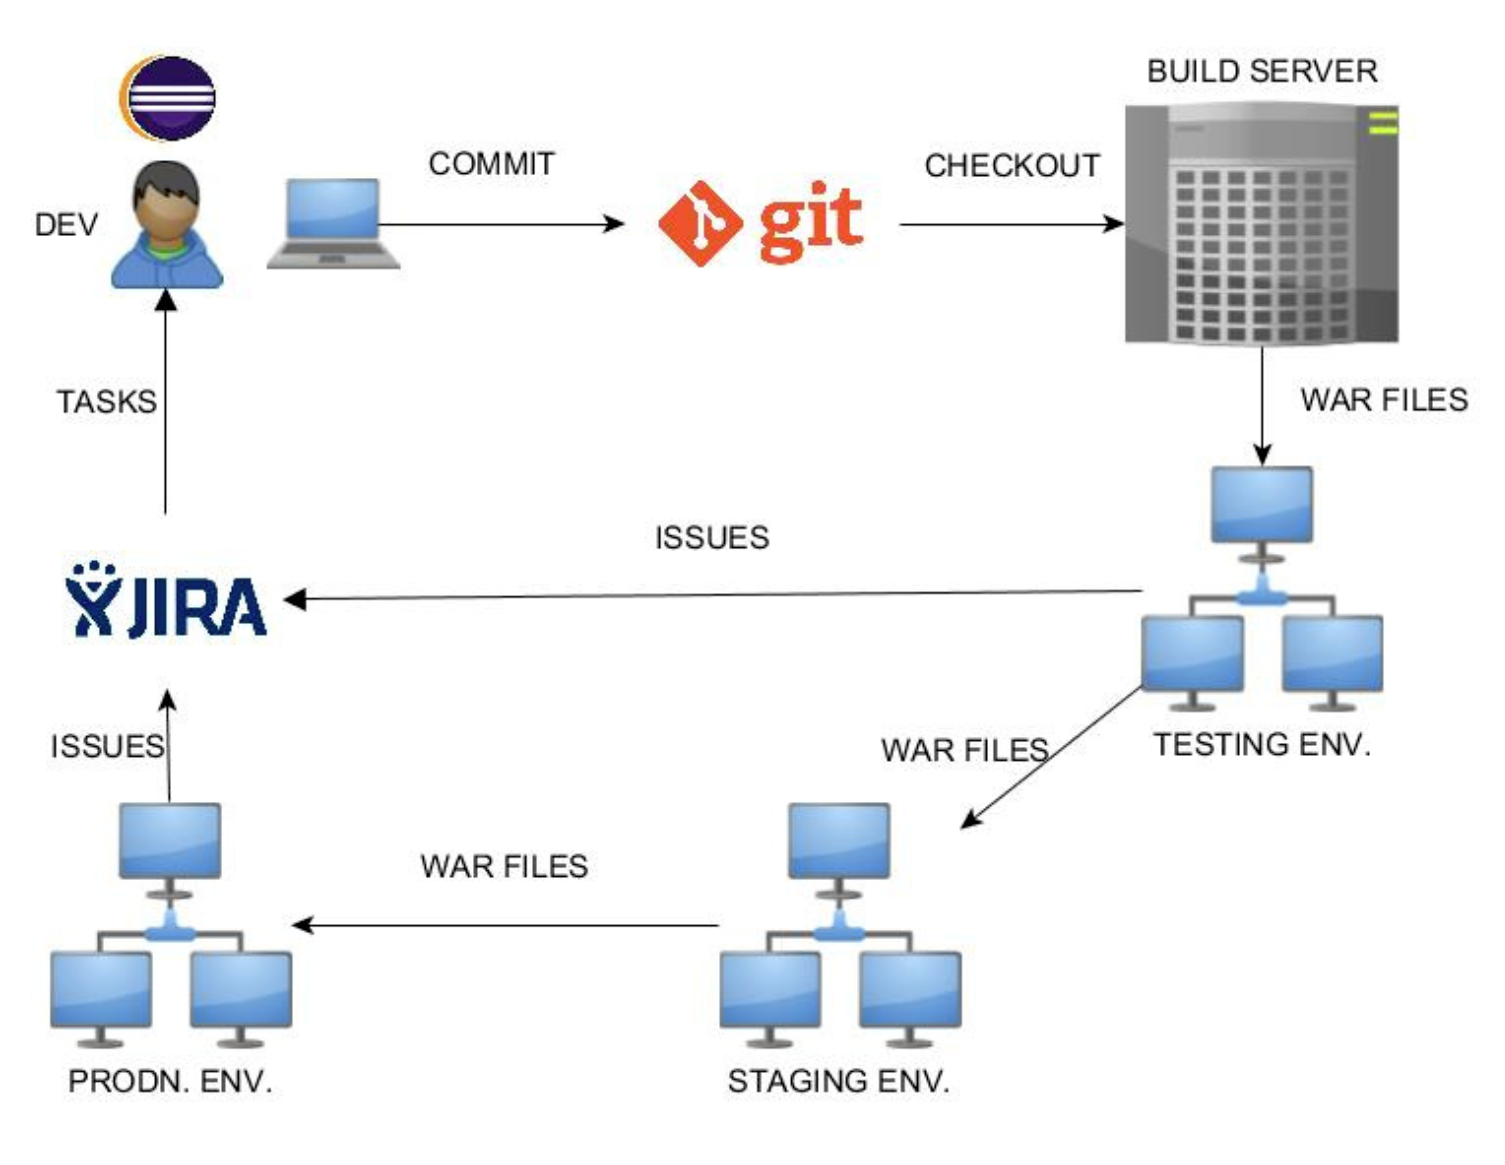 BUILD SERVER
COMMIT
CHECKOUT
git
DEV
TASKS
WAR FILES
ISSUES
JIRA
ISSUES
WAR FILES
TESTING ENV.
WAR FILES
PRODN. ENV.
STAGING ENV.